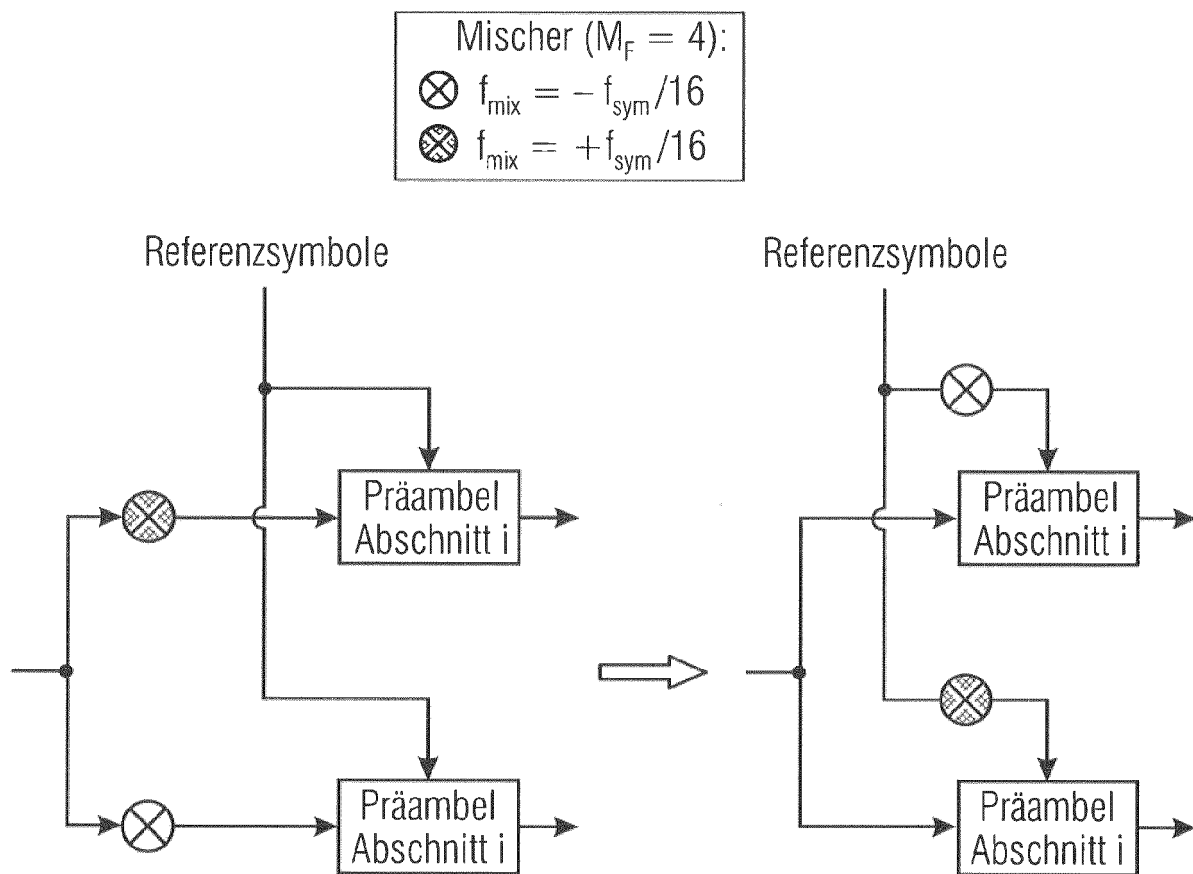 Mischer (M_F = 4):
f_mix = − f_sym/16
f_mix = +f_sym/16
Referenzsymbole
Referenzsymbole
Präambel
Abschnitt i
Präambel
Abschnitt i
Präambel
Abschnitt i
Präambel
Abschnitt i